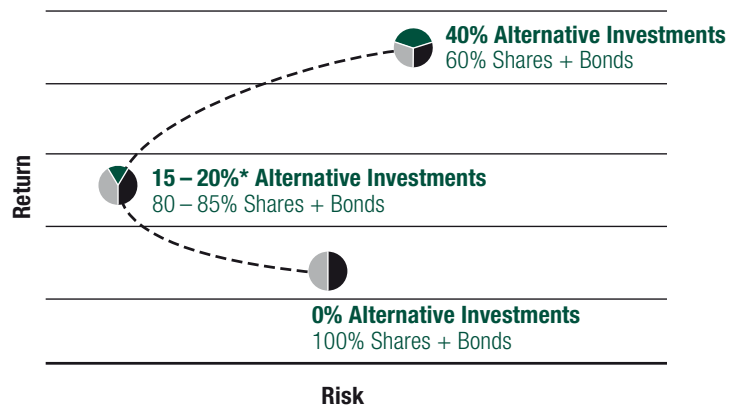 40% Alternative Investments
60% Shares + Bonds
Return
15 – 20%* Alternative Investments
80 – 85% Shares + Bonds
0% Alternative Investments
100% Shares + Bonds
Risk